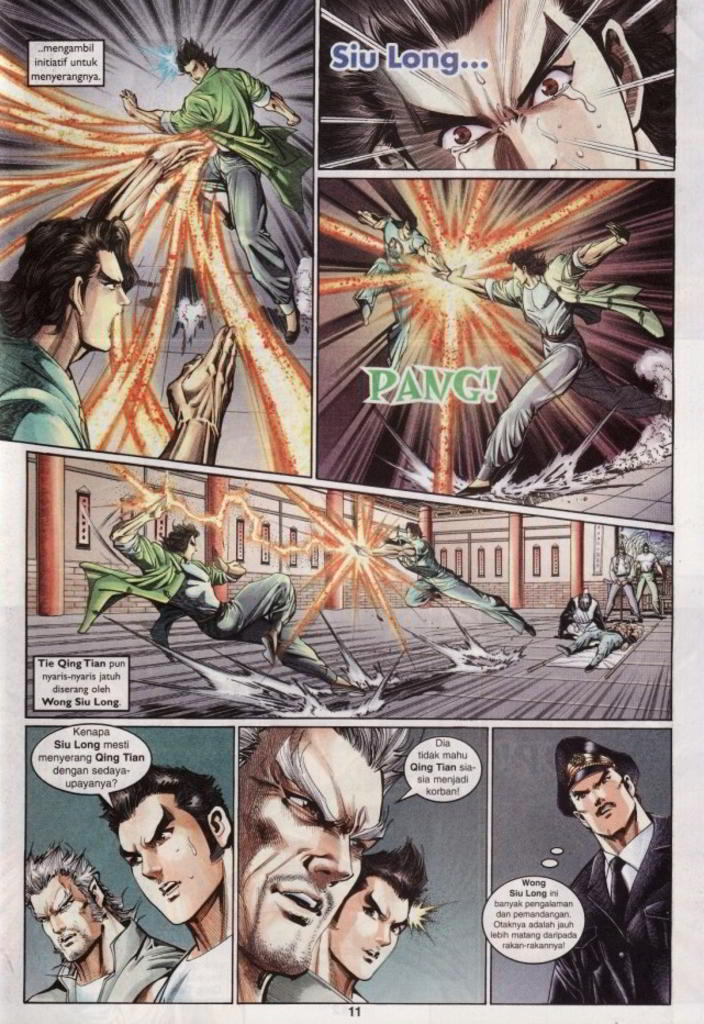 ..mengambil
initiatif untuk
menyerangnya.
Siu Long...
PANG!
Tie Qing Tian pun
nyaris-nyaris jatuh
diserang oleh
Wong Siu Long.
Kenapa
Siu Long mesti
menyerang Qing Tian
dengan sedaya-
upayanya?
Dia
tidak mahu
Qing Tian sia-
sia menjadi
korban!
Wong
Siu Long ini
banyak pengalaman
dan pemandangan.
Otaknya adalah jauh
lebih matang daripada
rakan-rakannya!
11